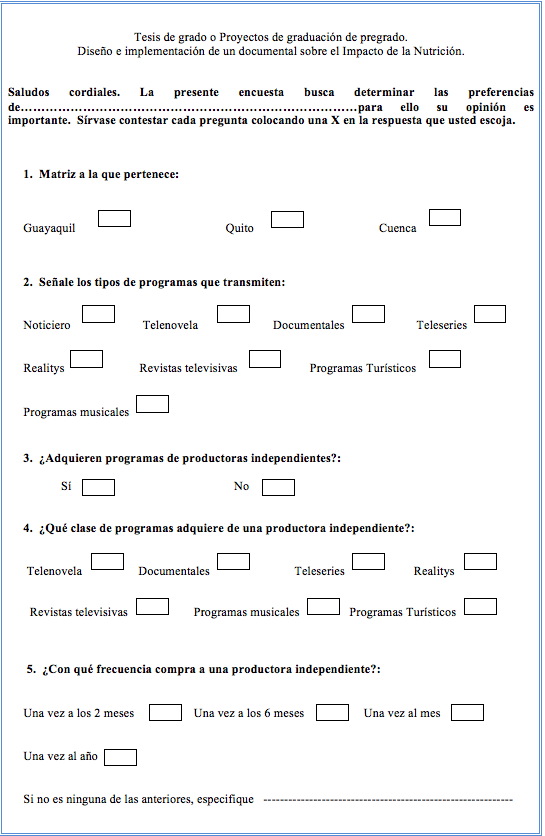 Tesis de grado o Proyectos de graduación de pregrado.
Diseño e implementación de un documental sobre el Impacto de la Nutrición.
Saludos cordiales. La presente encuesta busca determinar las preferencias
de……………………………………………………………………para ello su opinión es
importante. Sírvase contestar cada pregunta colocando una X en la respuesta que usted escoja.
1. Matriz a la que pertenece:
Guayaquil Quito Cuenca
2. Señale los tipos de programas que transmiten:
Noticiero Telenovela Documentales Teleseries
Realitys Revistas televisivas Programas Turísticos
Programas musicales
3. ¿Adquieren programas de productoras independientes?:
Sí No
4. ¿Qué clase de programas adquiere de una productora independiente?:
Telenovela Documentales Teleseries Realitys
Revistas televisivas Programas musicales Programas Turísticos
5. ¿Con qué frecuencia compra a una productora independiente?:
Una vez a los 2 meses Una vez a los 6 meses Una vez al mes
Una vez al año
Si no es ninguna de las anteriores, especifique ------------------------------------------------------------